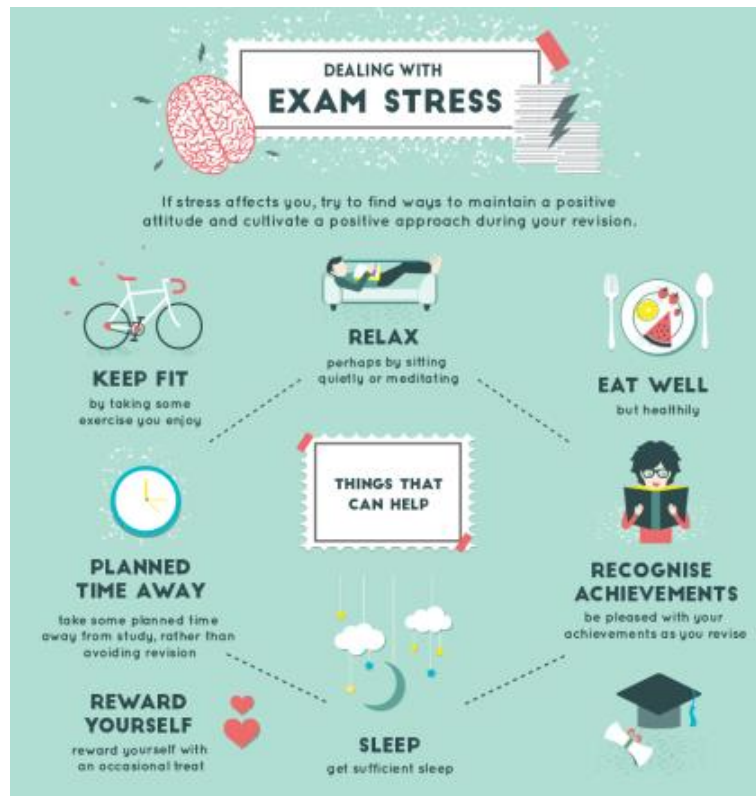 DEALING WITH
EXAM STRESS
If stress affects you, try to find ways to maintain a positive
attitude and cultivate a positive approach during your revision.
KEEP FIT
by taking some
exercise you enjoy
RELAX
perhaps by sitting
quietly or meditating
EAT WELL
but healthily
THINGS THAT
CAN HELP
PLANNED
TIME AWAY
take some planned time
away from study, rather than
avoiding revision
RECOGNISE
ACHIEVEMENTS
be pleased with your
achievements as you revise
REWARD
YOURSELF
reward yourself with
an occasional treat
SLEEP
get sufficient sleep